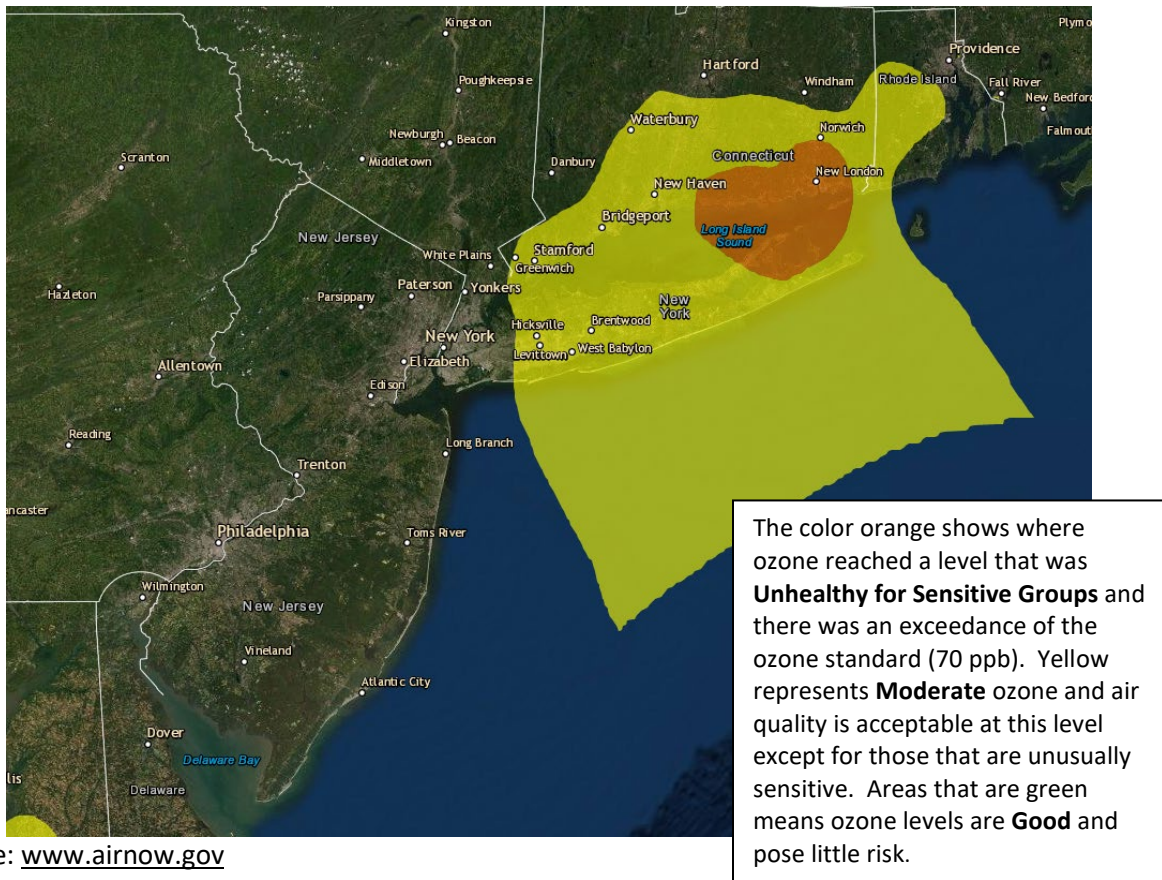 Kingston
Plymo
Providence
Hartford
Windham
Rhode Island
Fall River
Poughkeepsie
New Bedford
Waterbury
Norwich
Newburgh
Beacon
Falmout
Scranton
Middletown
Danbury
Connecticut
New London
New Haven
Bridgeport
New Jersey
Long Island
Sound
White Plains
Stamford
Greenwich
Hazleton
Paterson
Yonkers
Parsippany
New
York
Hicksville
Brentwood
New York
Levittown
West Babylon
Elizabeth
Allentown
Edison
Reading
Long Branch
Trenton
ncaster
Philadelphia
Toms River
Wilmington
New Jersey
Vineland
Atlantic City
Dover
Delaware Bay
lis
Delaware
The color orange shows where
ozone reached a level that was
Unhealthy for Sensitive Groups and
there was an exceedance of the
ozone standard (70 ppb).  Yellow
represents Moderate ozone and air
quality is acceptable at this level
except for those that are unusually
sensitive.  Areas that are green
means ozone levels are Good and
pose little risk.
e: www.airnow.gov